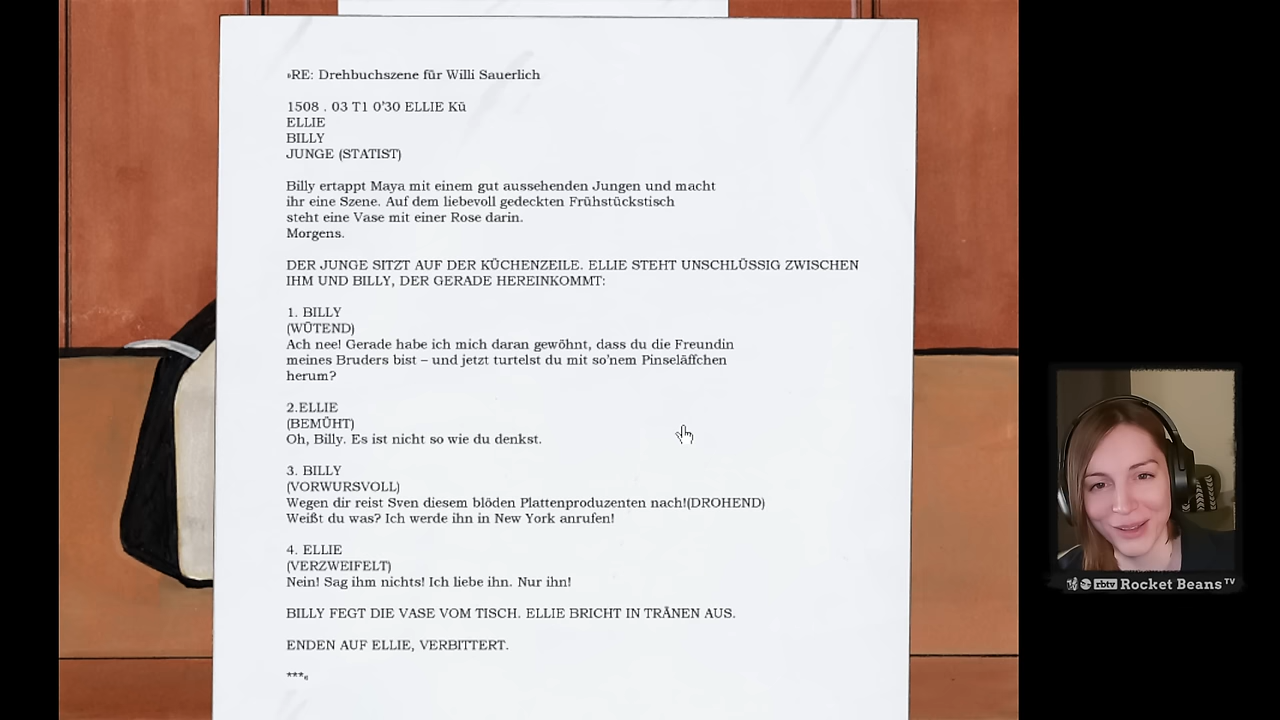 »RE: Drehbuchszene für Willi Sauerlich
1508 . 03 T1 0'30 ELLIE Kü
ELLIE
BILLY
JUNGE (STATIST)
Billy ertappt Maya mit einem gut aussehenden Jungen und macht
ihr eine Szene. Auf dem liebevoll gedeckten Frühstückstisch
steht eine Vase mit einer Rose darin.
Morgens.
DER JUNGE SITZT AUF DER KÜCHENZEILE. ELLIE STEHT UNSCHLÜSSIG ZWISCHEN
IHM UND BILLY, DER GERADE HEREINKOMMT:
1. BILLY
(WÜTEND)
Ach nee! Gerade habe ich mich daran gewöhnt, dass du die Freundin
meines Bruders bist – und jetzt turtelst du mit so'nem Pinseläffchen
herum?
2.ELLIE
(BEMÜHT)
Oh, Billy. Es ist nicht so wie du denkst.
3. BILLY
(VORWURSVOLL)
Wegen dir reist Sven diesem blöden Plattenproduzenten nach!(DROHEND)
Weißt du was? Ich werde ihn in New York anrufen!
4. ELLIE
(VERZWEIFELT)
Nein! Sag ihm nichts! Ich liebe ihn. Nur ihn!
BILLY FEGT DIE VASE VOM TISCH. ELLIE BRICHT IN TRÄNEN AUS.
ENDEN AUF ELLIE, VERBITTERT.
***«
rbtv Rocket Beans TV